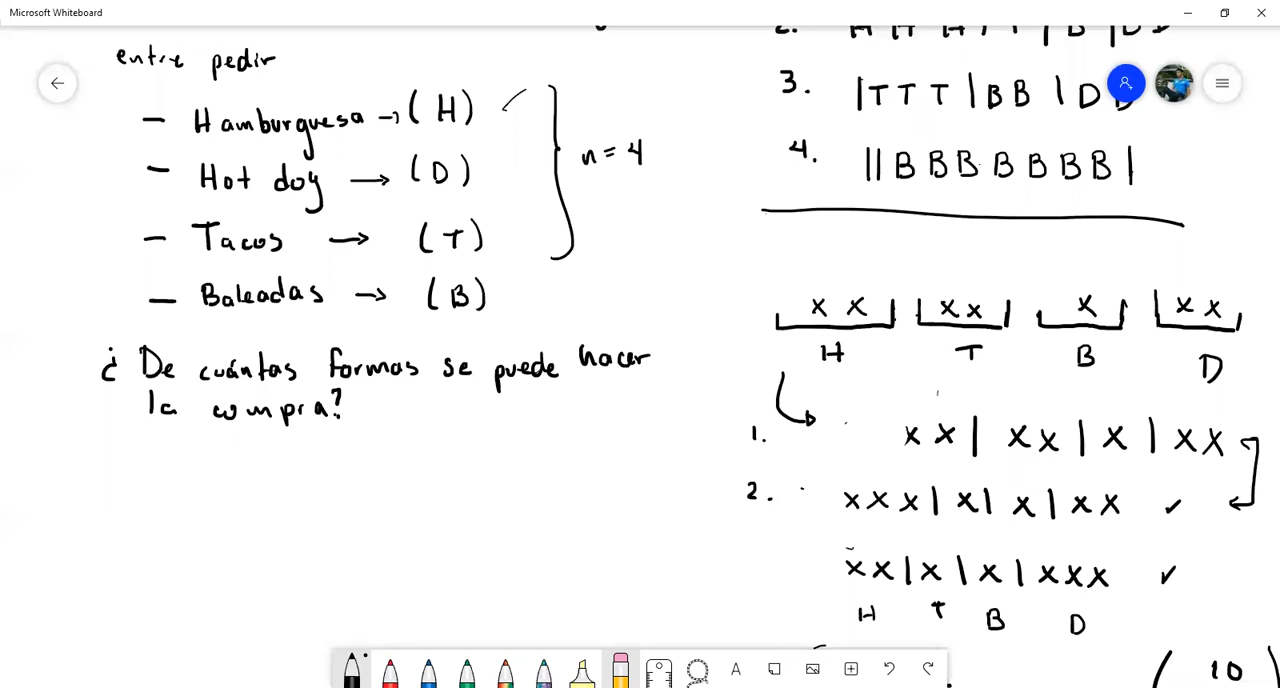 Microsoft Whiteboard
entre pedir
– Hamburguesa → (H)
– Hot dog → (D)
– Tacos → (T)
– Baleadas → (B)
n = 4
¿De cuántas formas se puede hacer
la compra?
3. | T T T | B B | D D
4. | | B B B B B B B |
x x x x x x x
H T B D
1. x x | x x | x | x x
2. x x x | x | x | x x ✓
x x | x | x | x x x ✓
H T B D
( 10 )
A